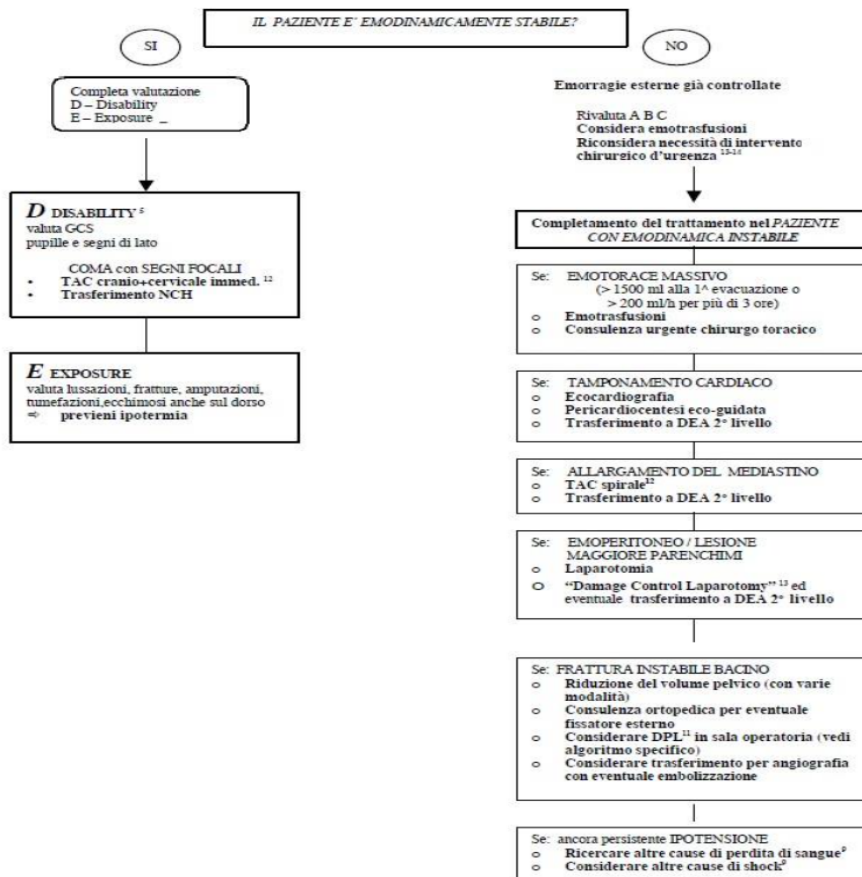 IL PAZIENTE E' EMODINAMICAMENTE STABILE?
SI
Completa valutazione
D – Disability
E – Exposure _
D DISABILITY 5
valuta GCS
pupille e segni di lato
COMA con SEGNI FOCALI
• TAC cranio+cervicale immed. 12
• Trasferimento NCH
E EXPOSURE
valuta lussazioni, fratture, amputazioni,
tumefazioni,ecchimosi anche sul dorso
⇨ previeni ipotermia
NO
Emorragie esterne già controllate
Rivaluta A B C
Considera emotrasfusioni
Riconsidera necessità di intervento
chirurgico d'urgenza 13-14
Completamento del trattamento nel PAZIENTE
CON EMODINAMICA INSTABILE
Se: EMOTORACE MASSIVO
(> 1500 ml alla 1^ evacuazione o
> 200 ml/h per più di 3 ore)
o Emotrasfusioni
o Consulenza urgente chirurgo toracico
Se: TAMPONAMENTO CARDIACO
o Ecocardiografia
o Pericardiocentesi eco-guidata
o Trasferimento a DEA 2° livello
Se: ALLARGAMENTO DEL MEDIASTINO
o TAC spirale12
o Trasferimento a DEA 2° livello
Se: EMOPERITONEO / LESIONE
MAGGIORE PARENCHIMI
o Laparotomia
O "Damage Control Laparotomy" 13 ed
eventuale trasferimento a DEA 2° livello
Se: FRATTURA INSTABILE BACINO
o Riduzione del volume pelvico (con varie
modalità)
o Consulenza ortopedica per eventuale
fissatore esterno
o Considerare DPL11 in sala operatoria (vedi
algoritmo specifico)
o Considerare trasferimento per angiografia
con eventuale embolizzazione
Se: ancora persistente IPOTENSIONE
o Ricercare altre cause di perdita di sangue9
o Considerare altre cause di shock9